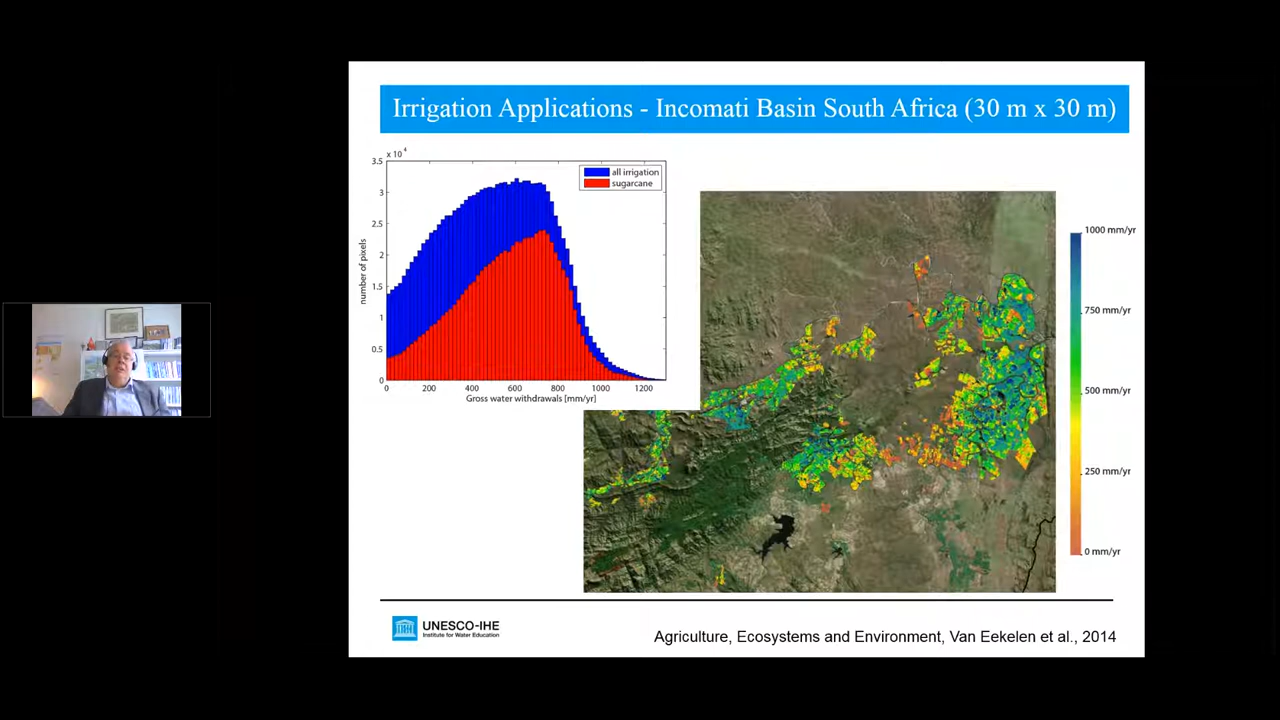 Irrigation Applications - Incomati Basin South Africa (30 m x 30 m)
x 10^4
3.5
3
2.5
2
1.5
1
0.5
0
number of pixels
all irrigation
sugarcane
0 200 400 600 800 1000 1200
Gross water withdrawals [mm/yr]
1000 mm/yr
750 mm/yr
500 mm/yr
250 mm/yr
0 mm/yr
UNESCO-IHE
Institute for Water Education
Agriculture, Ecosystems and Environment, Van Eekelen et al., 2014